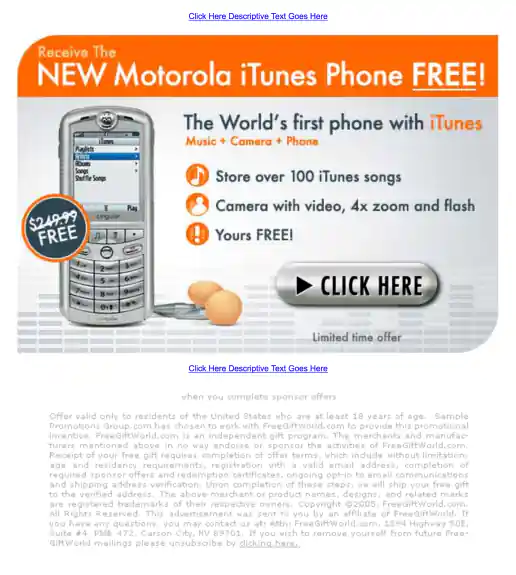 Click Here Descriptive Text Goes Here
Receive The
NEW Motorola iTunes Phone FREE!
The World's first phone with iTunes
Music + Camera + Phone
Store over 100 iTunes songs
Camera with video, 4x zoom and flash
Yours FREE!
$249.99
FREE
iTunes
Playlists
Artists
Albums
Songs
Shuffle Songs
Play
cingular
CLICK HERE
Limited time offer
Click Here Descriptive Text Goes Here
when you complete sponsor offers
Offer valid only to residents of the United States who are at least 18 years of age. Sample
Promotions Group.com has chosen to work with FreeGiftWorld.com to provide this promotional
incentive. FreeGiftWorld.com is an independent gift program. The merchants and manufac-
turers mentioned above in no way endorse or sponsor the activities of FreeGiftWorld.com.
Receipt of your free gift requires completion of offer terms, which include without limitation:
age and residency requirements, registration with a valid email address, completion of
required sponsor offers and redemption certificates, ongoing opt-in to email communications
and shipping address verification. Upon completion of these steps, we will ship your free gift
to the verified address. The above merchant or product names, designs, and related marks
are registered trademarks of their respective owners. Copyright ©2005. FreeGiftWorld.com.
All Rights Reserved. This advertisement was sent to you by an affiliate of FreeGiftWorld. If
you have any questions, you may contact us at: Attn: FreeGiftWorld.com, Highway 50E,
Suite #4 PMB 472, Carson City, NV 89701. If you wish to remove yourself from future Free-
GiftWorld mailings please unsubscribe by clicking here.